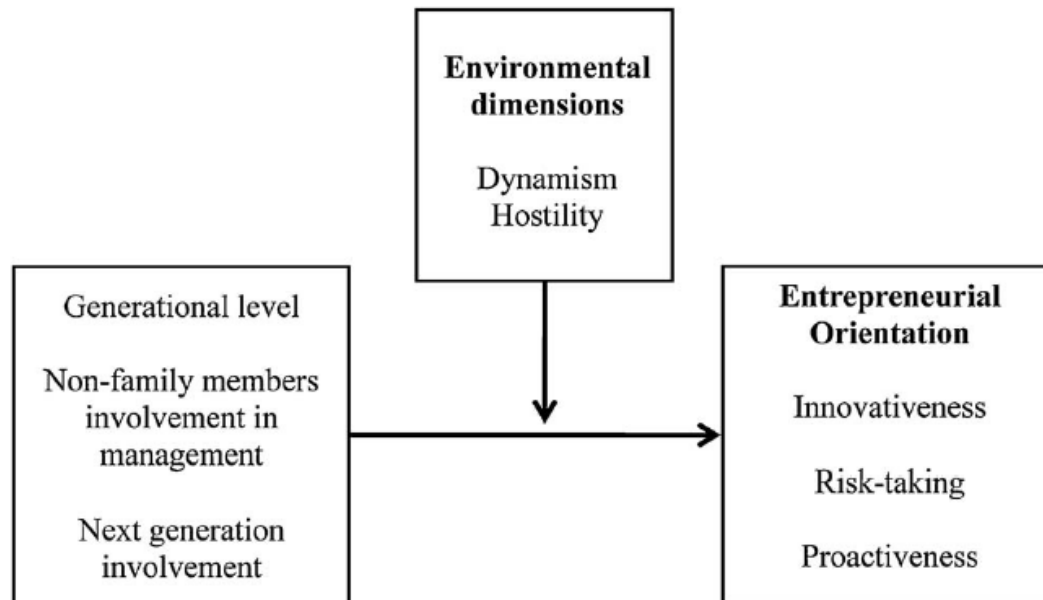 Environmental
dimensions
Dynamism
Hostility
Generational level
Non-family members
involvement in
management
Next generation
involvement
Entrepreneurial
Orientation
Innovativeness
Risk-taking
Proactiveness